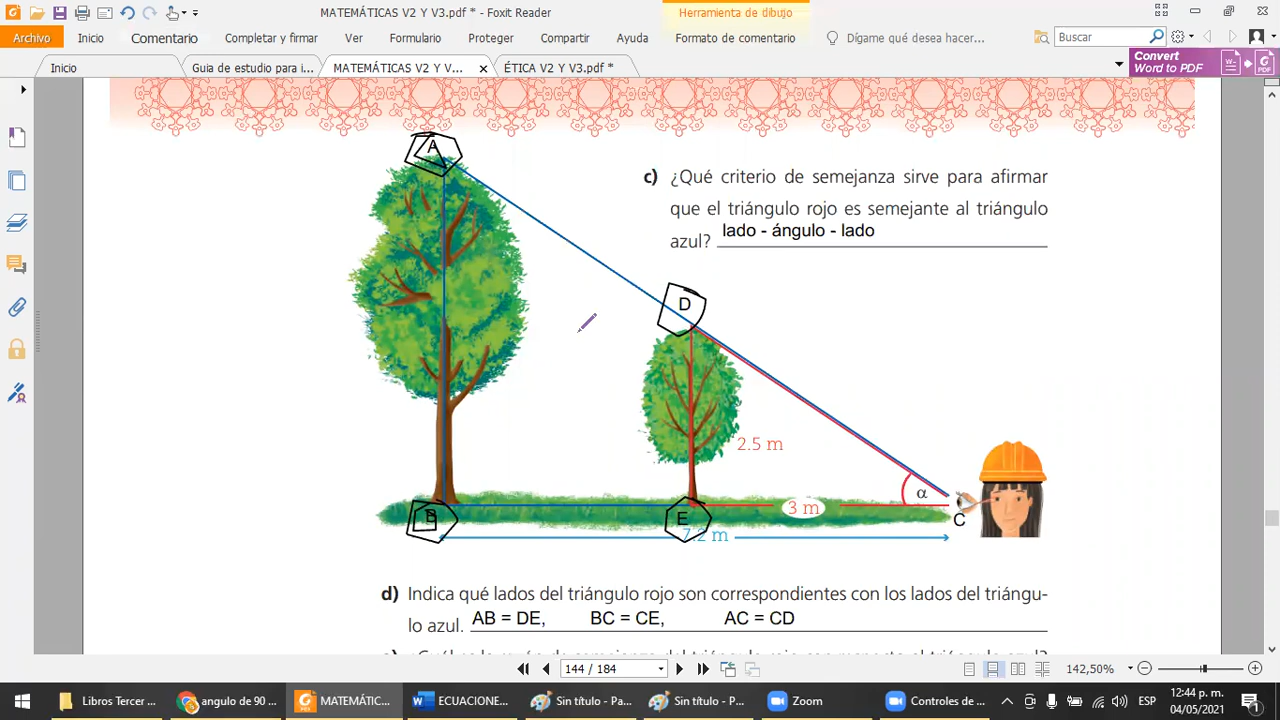 MATEMÁTICAS V2 Y V3.pdf * - Foxit Reader
Herramienta de dibujo
Archivo Inicio Comentario Completar y firmar Ver Formulario Proteger Compartir Ayuda Formato de comentario Dígame qué desea hacer... Buscar
Inicio Guia de estudio para i... MATEMÁTICAS V2 Y V... ÉTICA V2 Y V3.pdf *
Convert
Word to PDF
A
c) ¿Qué criterio de semejanza sirve para afirmar
que el triángulo rojo es semejante al triángulo
azul? lado - ángulo - lado
D
2.5 m
α
3 m
B
E
C
7.2 m
d) Indica qué lados del triángulo rojo son correspondientes con los lados del triángu-
lo azul. AB = DE, BC = CE, AC = CD
144 / 184
142,50%
Libros Tercer ... angulo de 90 ... MATEMÁTIC... ECUACIONE... Sin título - Pa... Sin título - P... Zoom Controles de ... ESP
12:44 p. m.
04/05/2021
1